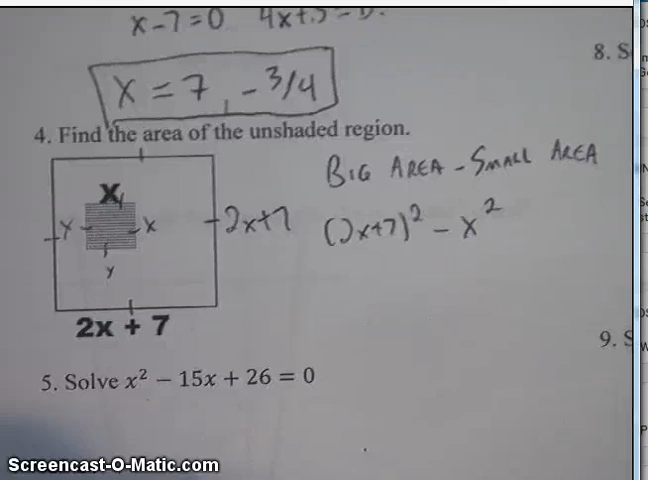 x-7=0
x = 7, -3/4
4. Find the area of the unshaded region.
BIG AREA - SMALL AREA
X
x
x
2x+7
(2x+7)² - x²
2x + 7
5. Solve x² − 15x + 26 = 0
8. S
9. S
Screencast-O-Matic.com